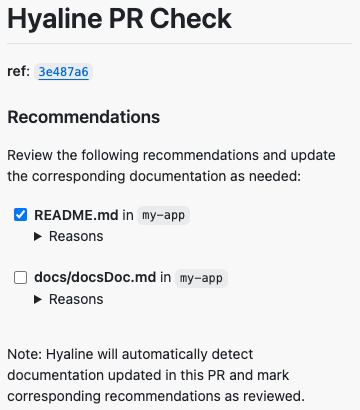 Hyaline PR Check
ref: 3e487a6
Recommendations
Review the following recommendations and update
the corresponding documentation as needed:
README.md in my-app
Reasons
docs/docsDoc.md in my-app
Reasons
Note: Hyaline will automatically detect
documentation updated in this PR and mark
corresponding recommendations as reviewed.